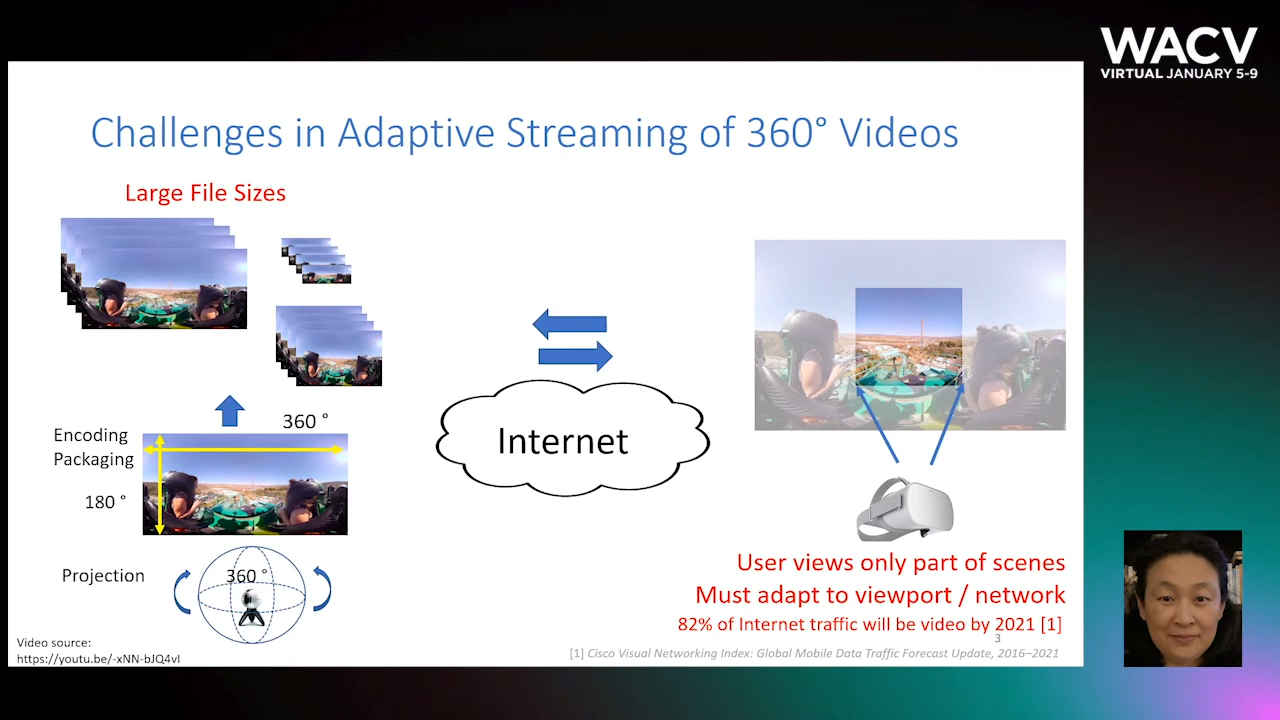 WACV
VIRTUAL JANUARY 5-9
Challenges in Adaptive Streaming of 360° Videos
Large File Sizes
360 °
Encoding
Packaging
180 °
Projection
360 °
Internet
User views only part of scenes
Must adapt to viewport / network
82% of Internet traffic will be video by 2021 [1]
3
Video source:
https://youtu.be/-xNN-bJQ4vI
[1] Cisco Visual Networking Index: Global Mobile Data Traffic Forecast Update, 2016–2021